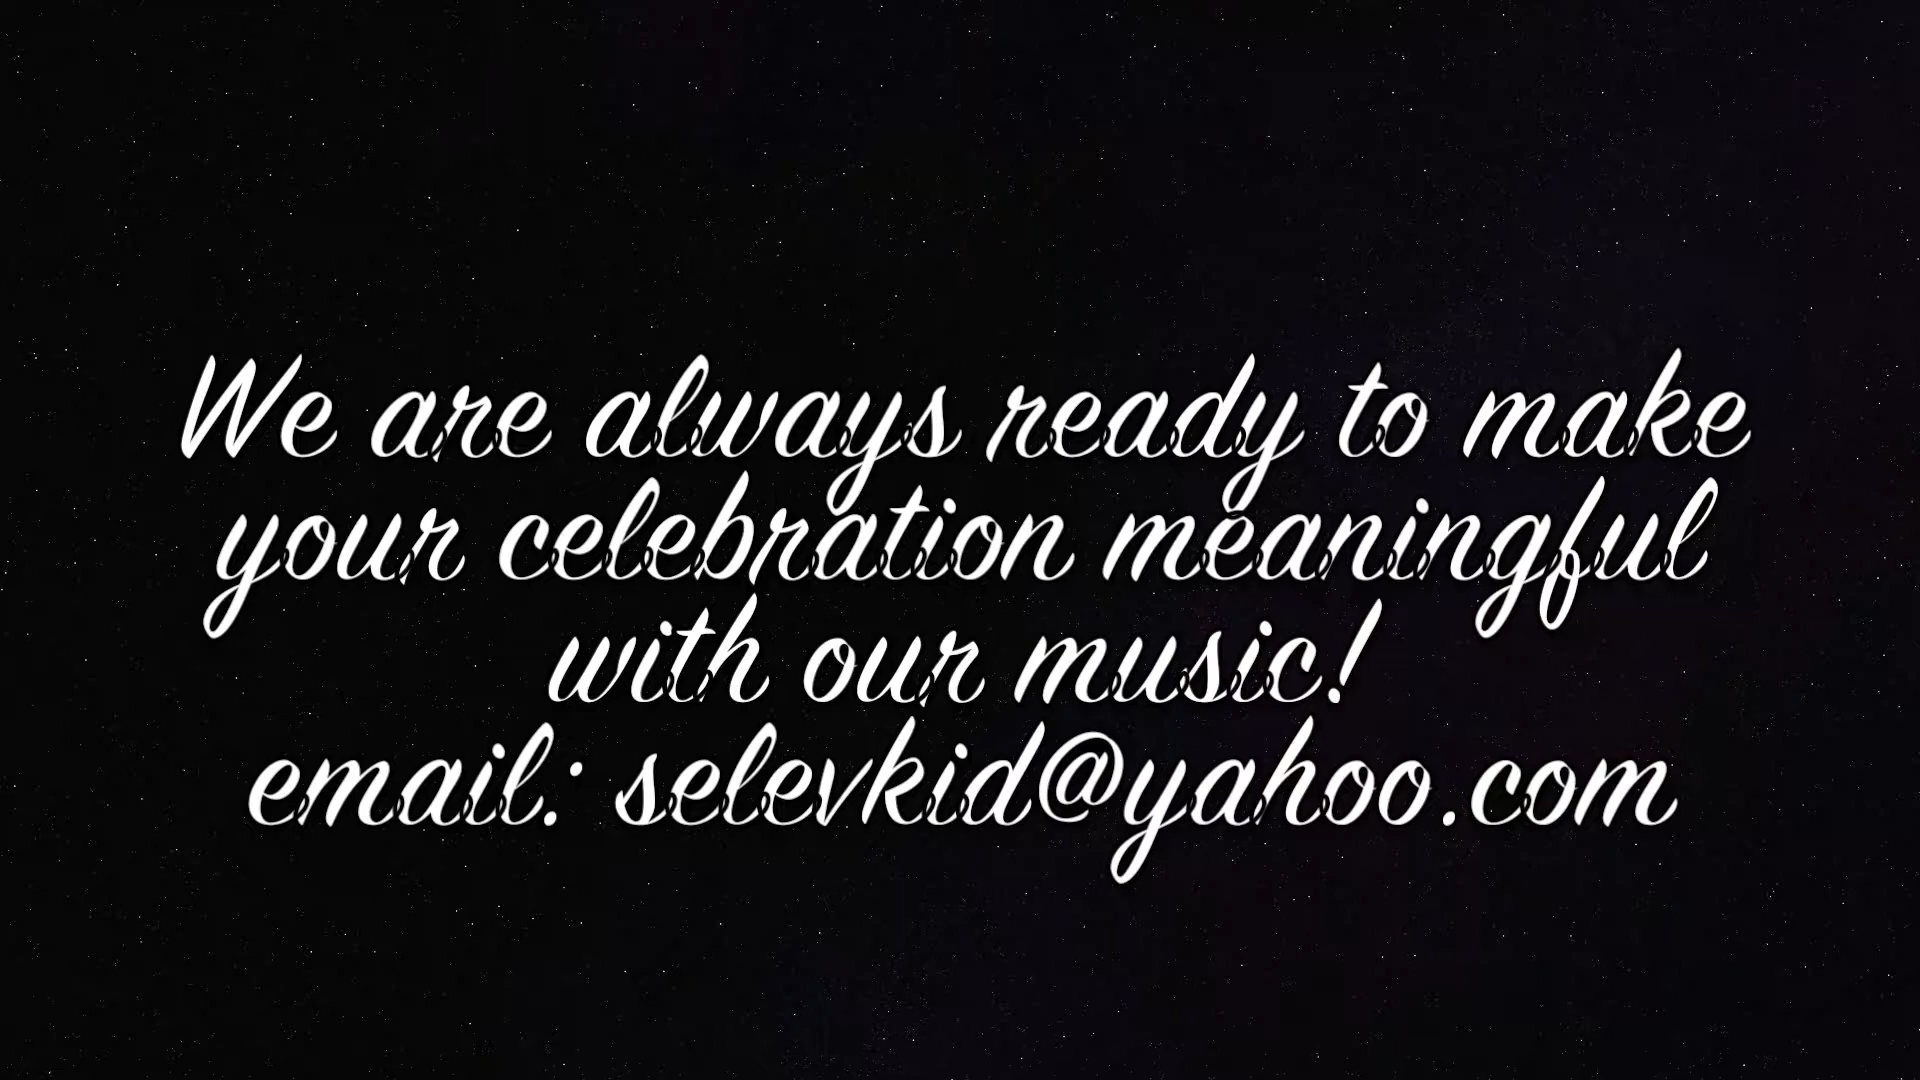 We are always ready to make
your celebration meaningful
with our music!
email: selevkid@yahoo.com